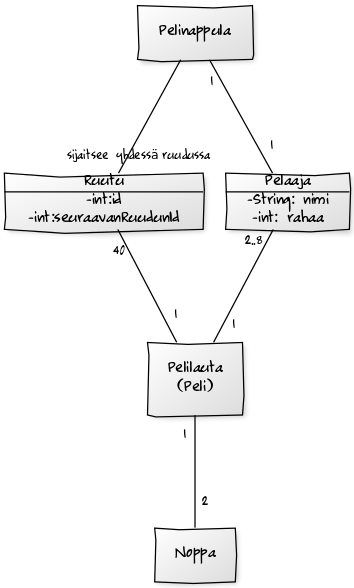 Pelinappula
1
1
sijaitsee yhdessä ruudussa
Ruutu
-int:id
-int:seuraavanRuudunId
Pelaaja
-String: nimi
-int: rahaa
40
2..8
1
1
Pelilauta
(Peli)
1
2
Noppa